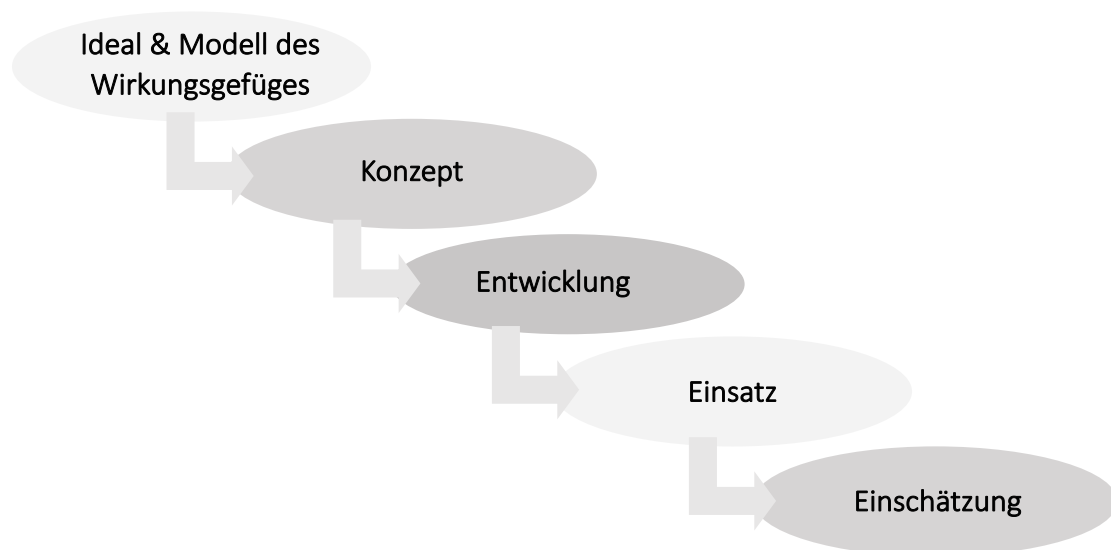 Ideal & Modell des
Wirkungsgefüges
Konzept
Entwicklung
Einsatz
Einschätzung